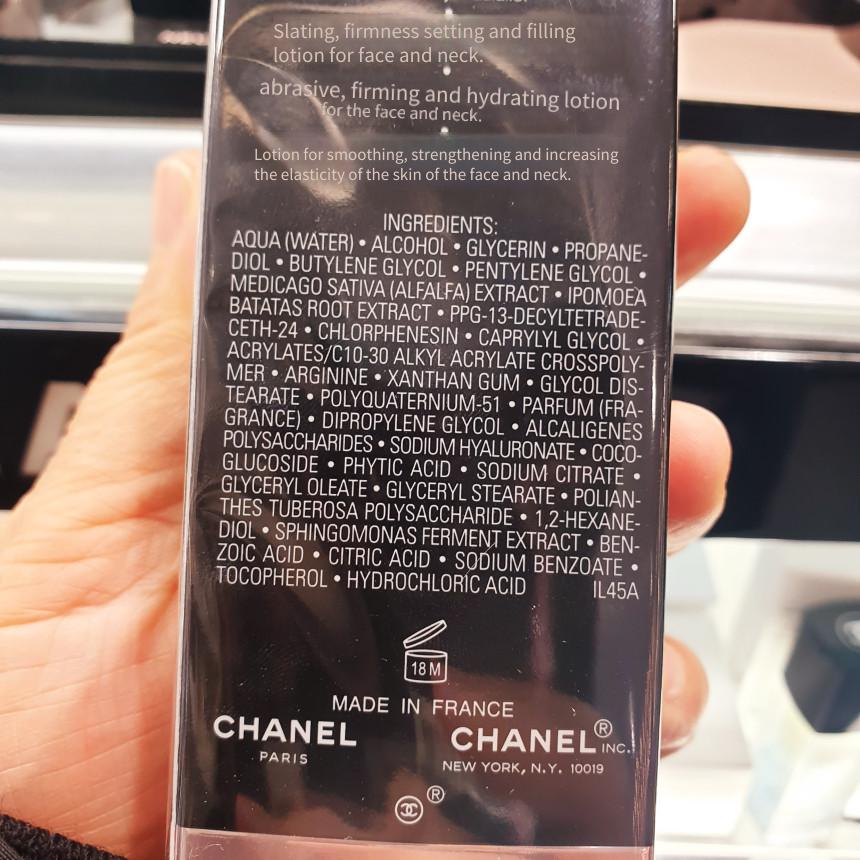 Slating, firmness setting and filling
lotion for face and neck.
abrasive, firming and hydrating lotion
for the face and neck.
Lotion for smoothing, strengthening and increasing
the elasticity of the skin of the face and neck.
INGREDIENTS:
AQUA (WATER) • ALCOHOL • GLYCERIN • PROPANE-
DIOL • BUTYLENE GLYCOL • PENTYLENE GLYCOL •
MEDICAGO SATIVA (ALFALFA) EXTRACT • IPOMOEA
BATATAS ROOT EXTRACT • PPG-13-DECYLTETRADE-
CETH-24 • CHLORPHENESIN • CAPRYLYL GLYCOL •
ACRYLATES/C10-30 ALKYL ACRYLATE CROSSPOLY-
MER • ARGININE • XANTHAN GUM • GLYCOL DIS-
TEARATE • POLYQUATERNIUM-51 • PARFUM (FRA-
GRANCE) • DIPROPYLENE GLYCOL • ALCALIGENES
POLYSACCHARIDES • SODIUM HYALURONATE • COCO-
GLUCOSIDE • PHYTIC ACID • SODIUM CITRATE •
GLYCERYL OLEATE • GLYCERYL STEARATE • POLIAN-
THES TUBEROSA POLYSACCHARIDE • 1,2-HEXANE-
DIOL • SPHINGOMONAS FERMENT EXTRACT • BEN-
ZOIC ACID • CITRIC ACID • SODIUM BENZOATE •
TOCOPHEROL • HYDROCHLORIC ACID IL45A
18 M
MADE IN FRANCE
CHANEL CHANEL® INC.
PARIS NEW YORK, N.Y. 10019
®